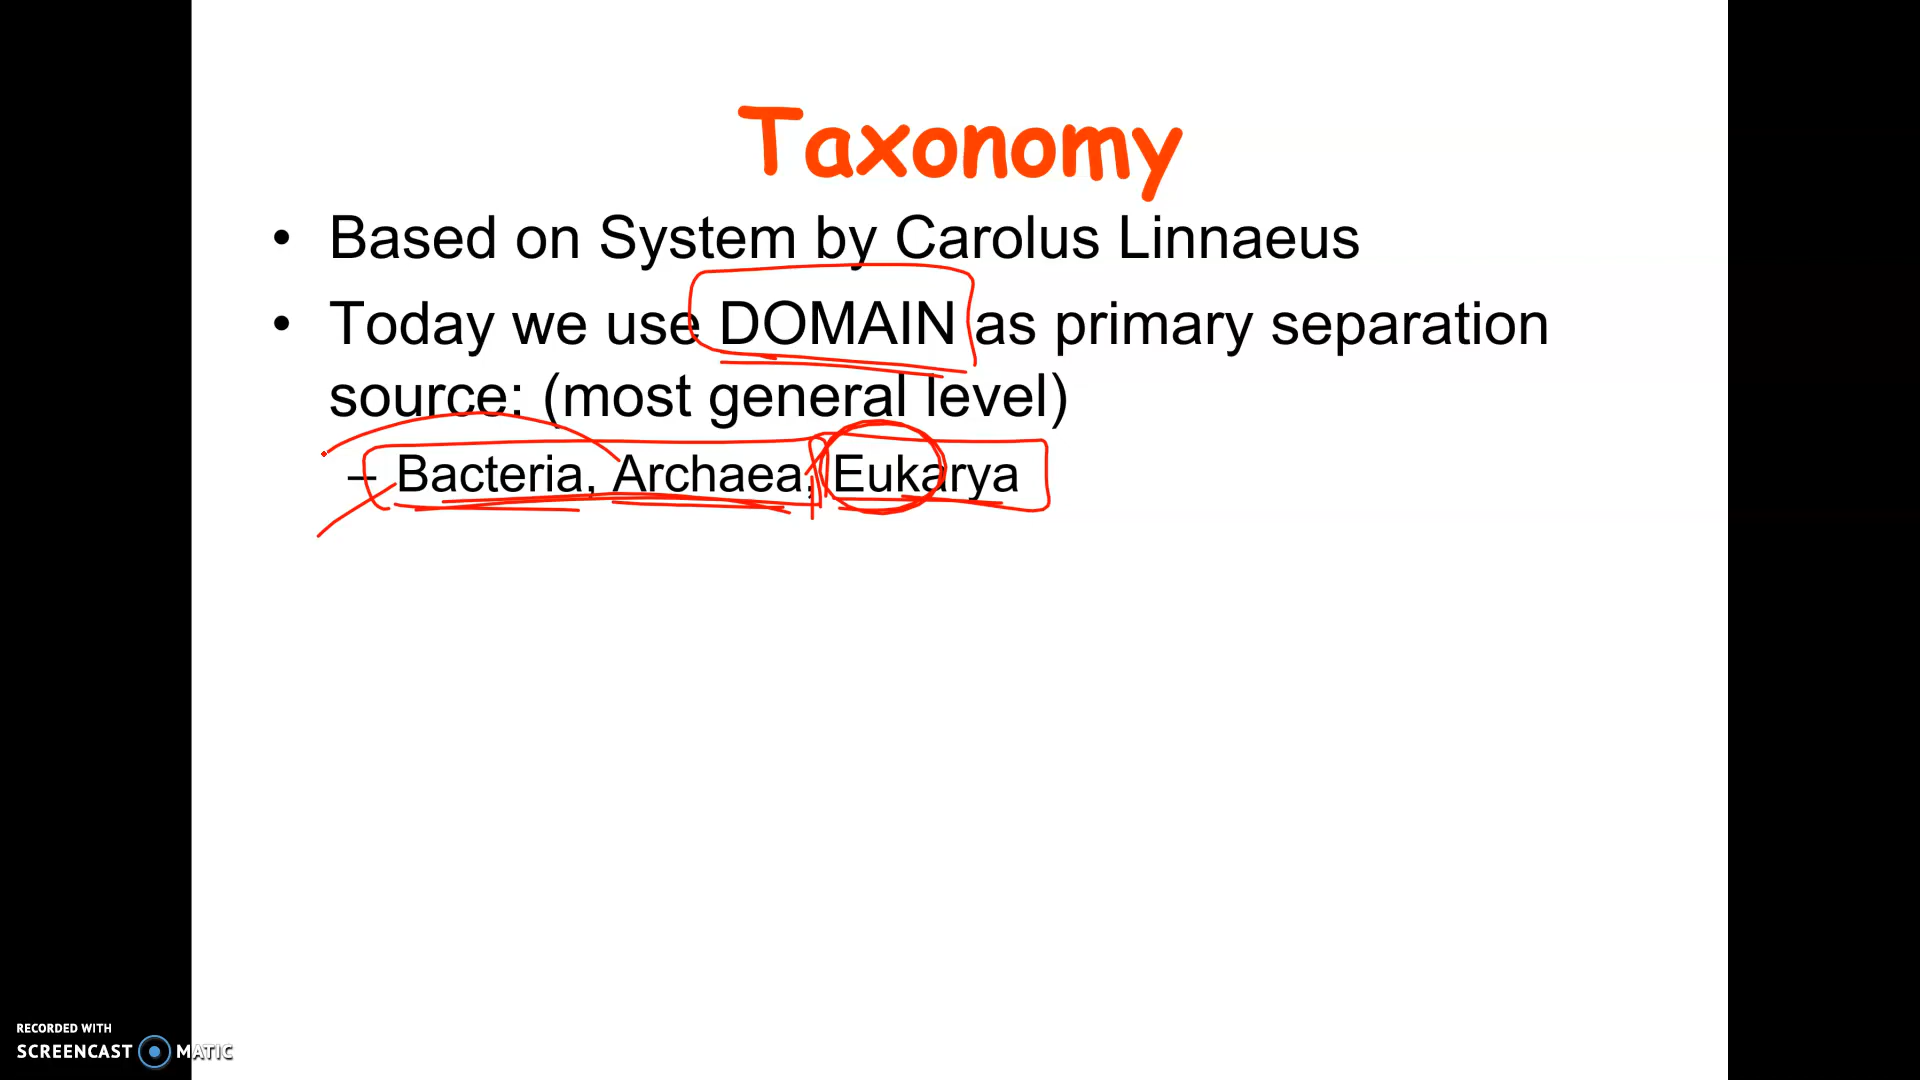 Taxonomy
• Based on System by Carolus Linnaeus
• Today we use DOMAIN as primary separation
source: (most general level)
– Bacteria, Archaea, Eukarya
RECORDED WITH
SCREENCAST MATIC